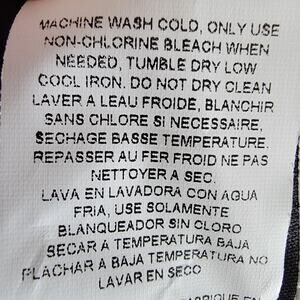 MACHINE WASH COLD, ONLY USE
NON-CHLORINE BLEACH WHEN
NEEDED, TUMBLE DRY LOW
COOL IRON. DO NOT DRY CLEAN
LAVER A LEAU FROIDE, BLANCHIR
SANS CHLORE SI NECESSAIRE,
SECHAGE BASSE TEMPERATURE.
REPASSER AU FER FROID NE PAS
NETTOYER A SEC.
LAVA EN LAVADORA CON AGUA
FRIA, USE SOLAMENTE
BLANQUEADOR SIN CLORO
SECAR A TEMPERATURA BAJA
PLACHAR A BAJA TEMPERATURA NO
LAVAR EN SECO